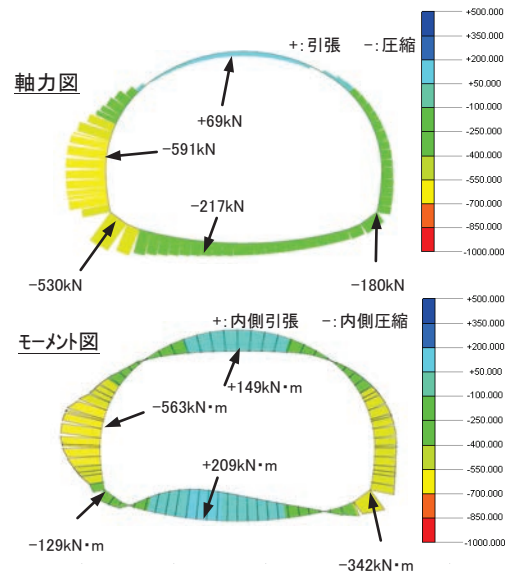 +:引張 -:圧縮
軸力図
+69kN
-591kN
-217kN
-530kN
-180kN
+500.000
+350.000
+200.000
+50.000
-100.000
-250.000
-400.000
-550.000
-700.000
-850.000
-1000.000
+:内側引張 -:内側圧縮
モーメント図
+149kN・m
-563kN・m
+209kN・m
-129kN・m
-342kN・m
+500.000
+350.000
+200.000
+50.000
-100.000
-250.000
-400.000
-550.000
-700.000
-850.000
-1000.000